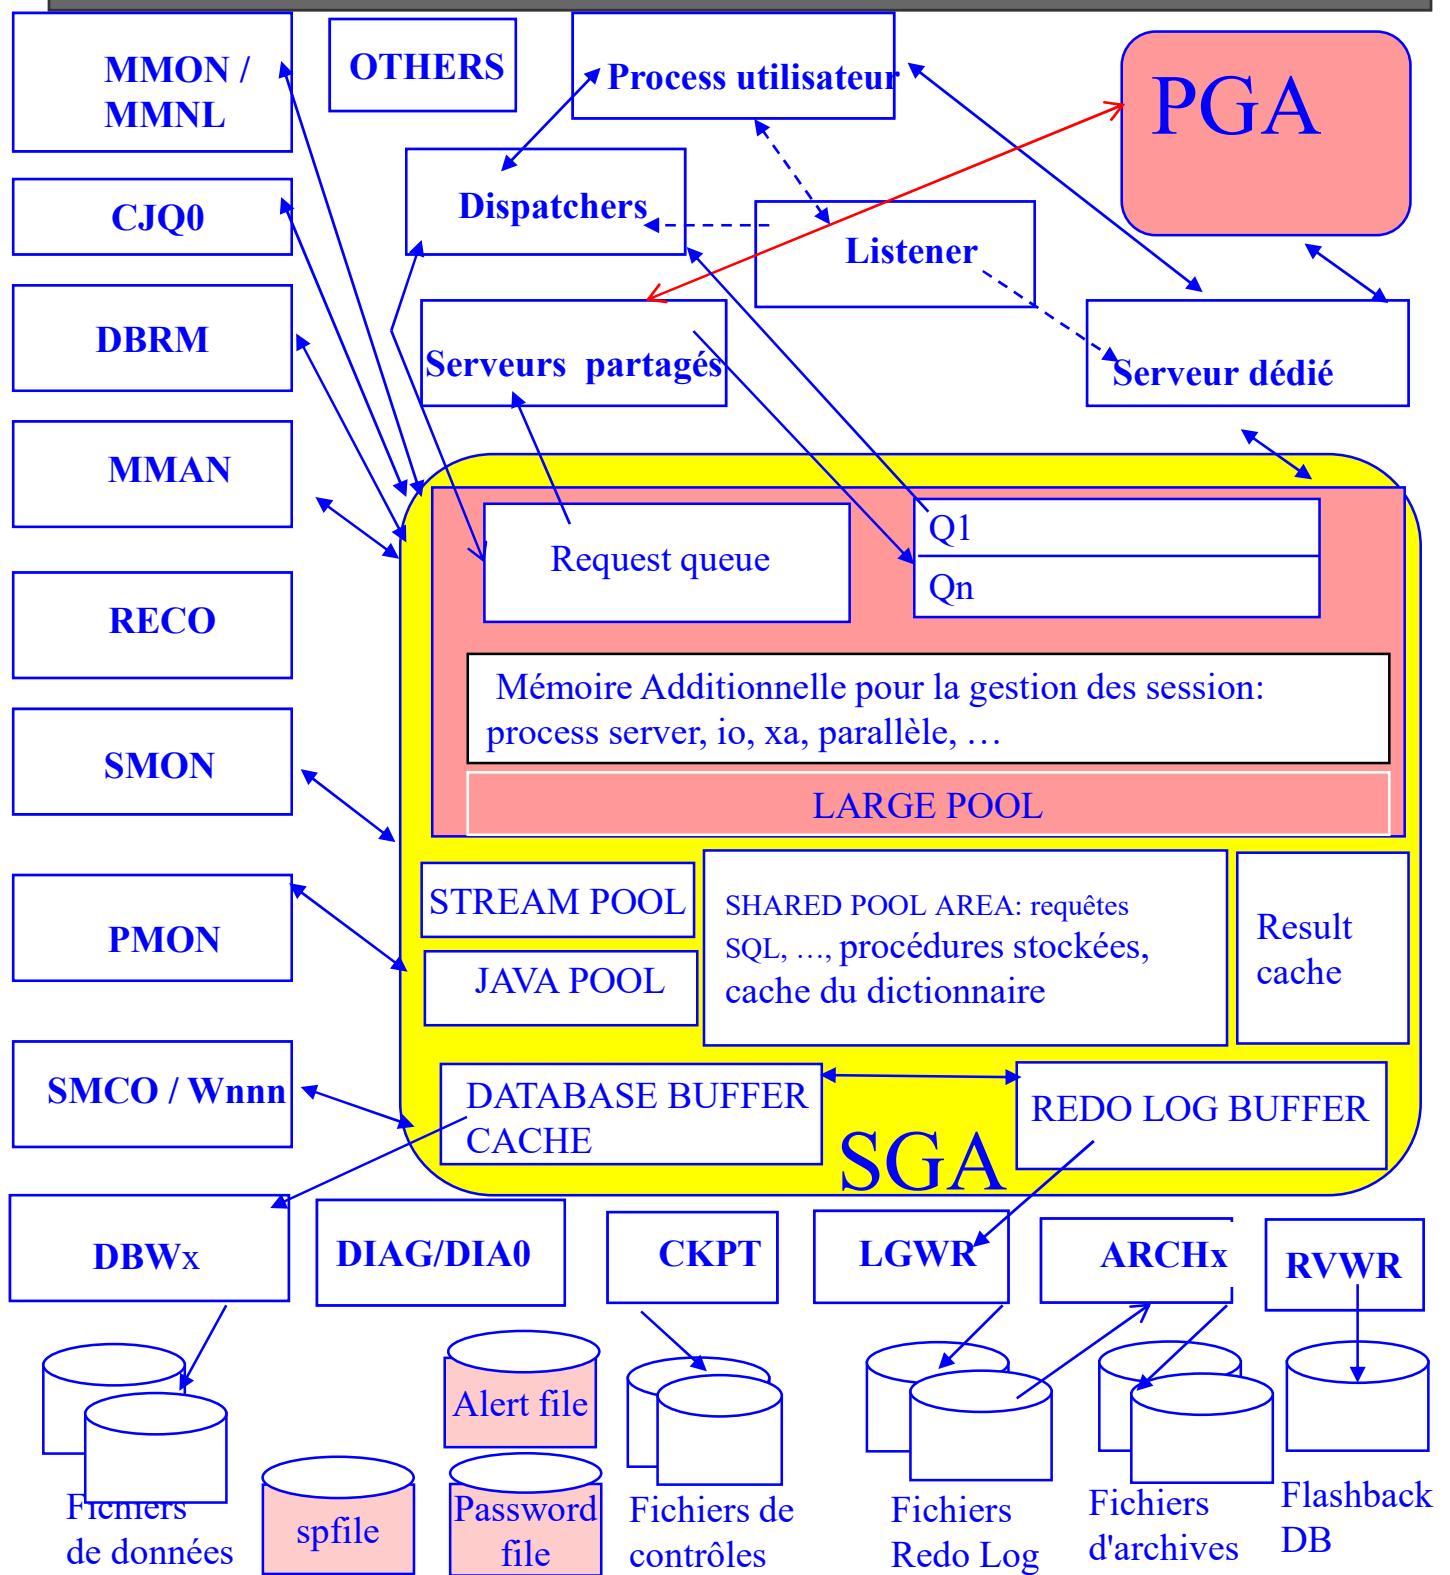 MMON /
MMNL
OTHERS
Process utilisateur
PGA
CJQ0
Dispatchers
Listener
DBRM
Serveurs partagés
Serveur dédié
MMAN
Request queue
Q1
Qn
RECO
Mémoire Additionnelle pour la gestion des session:
process server, io, xa, parallèle, …
SMON
LARGE POOL
PMON
STREAM POOL
JAVA POOL
SHARED POOL AREA: requêtes
SQL, …, procédures stockées,
cache du dictionnaire
Result
cache
SMCO / Wnnn
DATABASE BUFFER
CACHE
REDO LOG BUFFER
SGA
DBWx
DIAG/DIA0
CKPT
LGWR
ARCHx
RVWR
Alert file
Fichiers
de données
spfile
Password
file
Fichiers de
contrôles
Fichiers
Redo Log
Fichiers
d'archives
Flashback
DB